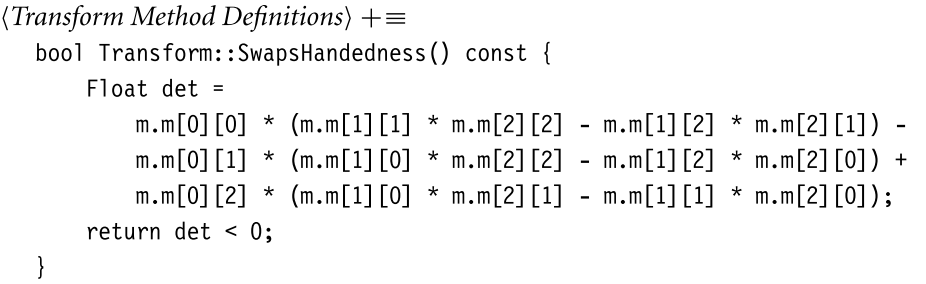 ⟨Transform Method Definitions⟩ +≡
bool Transform::SwapsHandedness() const {
Float det =
m.m[0][0] * (m.m[1][1] * m.m[2][2] - m.m[1][2] * m.m[2][1]) -
m.m[0][1] * (m.m[1][0] * m.m[2][2] - m.m[1][2] * m.m[2][0]) +
m.m[0][2] * (m.m[1][0] * m.m[2][1] - m.m[1][1] * m.m[2][0]);
return det < 0;
}